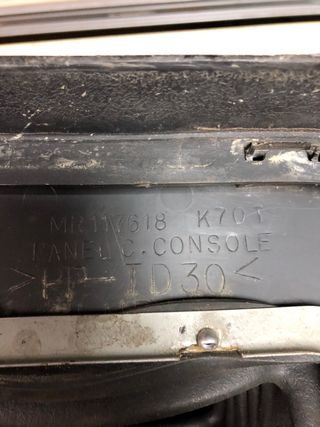 MR117618 K70T
PANEL C. CONSOLE
>PP-TD30<